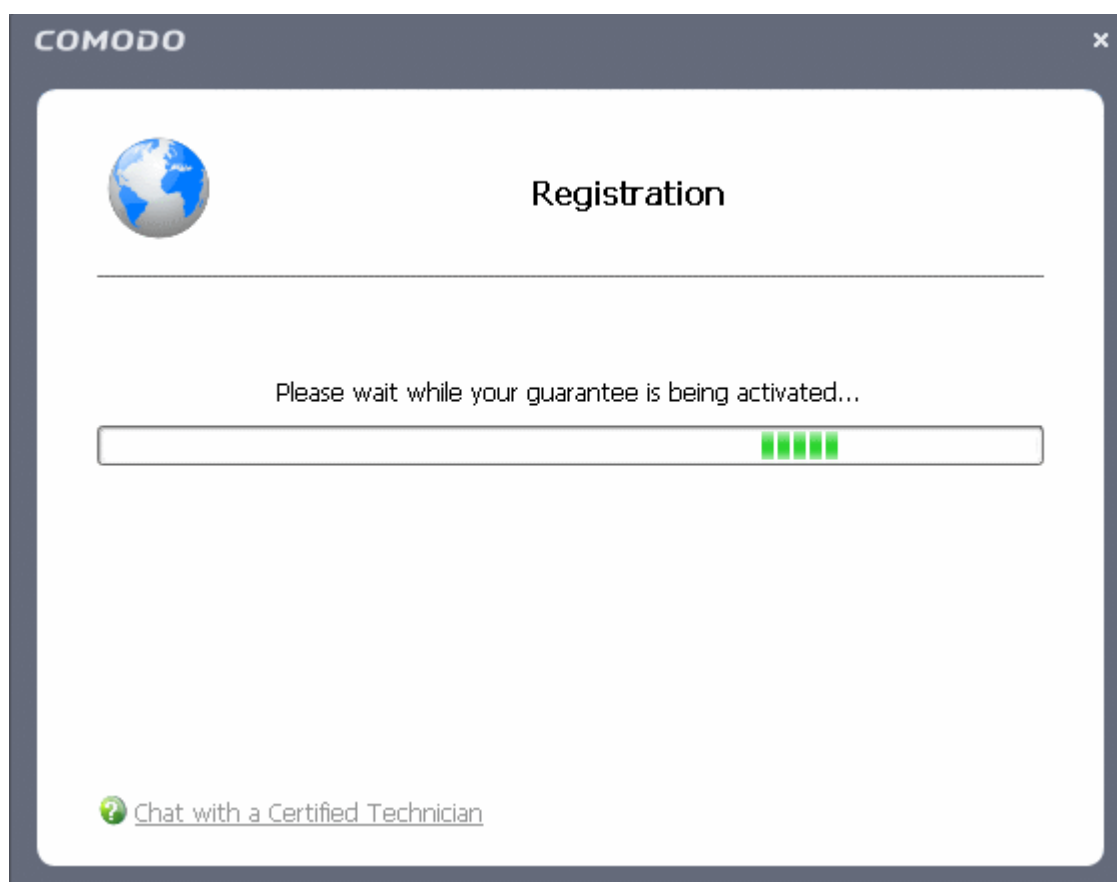 COMODO
Registration
Please wait while your guarantee is being activated...
Chat with a Certified Technician